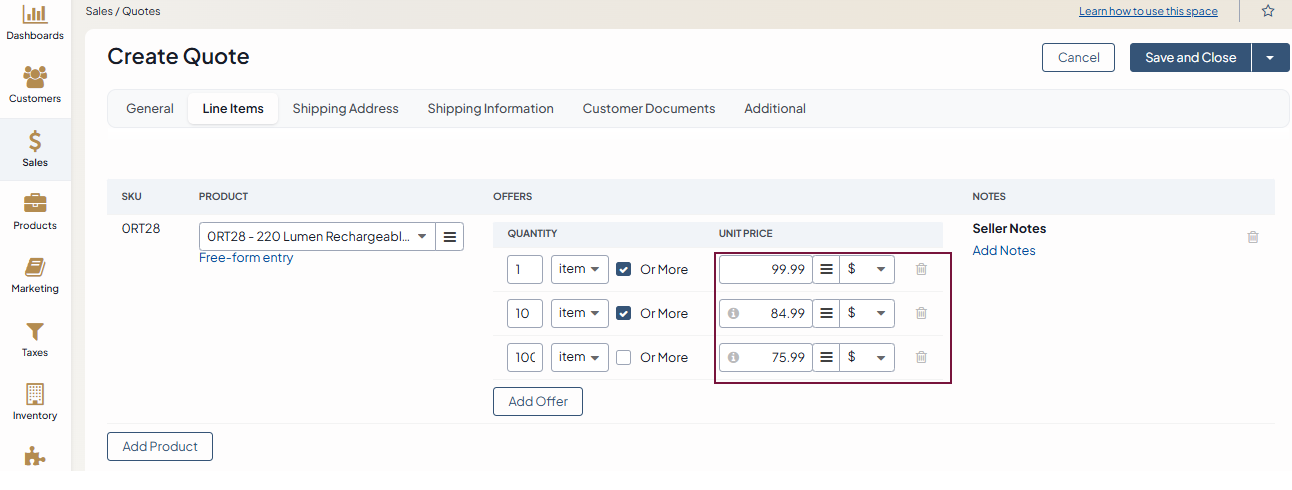 Sales / Quotes
Learn how to use this space
Dashboards
Customers
Sales
Products
Marketing
Taxes
Inventory
Create Quote
Cancel
Save and Close
General
Line Items
Shipping Address
Shipping Information
Customer Documents
Additional
SKU
PRODUCT
OFFERS
NOTES
0RT28
0RT28 - 220 Lumen Rechargeabl...
Free-form entry
QUANTITY
UNIT PRICE
1 item Or More 99.99 $
10 item Or More 84.99 $
100 item Or More 75.99 $
Add Offer
Seller Notes
Add Notes
Add Product